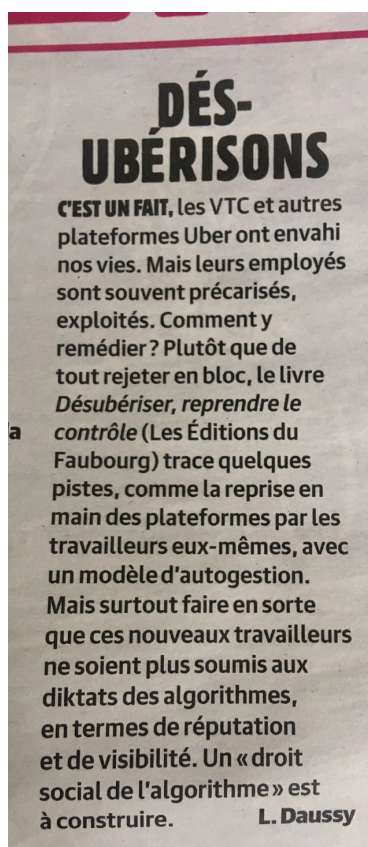 DÉS-
UBÉRISONS
C'EST UN FAIT, les VTC et autres
plateformes Uber ont envahi
nos vies. Mais leurs employés
sont souvent précarisés,
exploités. Comment y
remédier ? Plutôt que de
tout rejeter en bloc, le livre
Désubériser, reprendre le
contrôle (Les Éditions du
Faubourg) trace quelques
pistes, comme la reprise en
main des plateformes par les
travailleurs eux-mêmes, avec
un modèle d'autogestion.
Mais surtout faire en sorte
que ces nouveaux travailleurs
ne soient plus soumis aux
diktats des algorithmes,
en termes de réputation
et de visibilité. Un « droit
social de l'algorithme » est
à construire. L. Daussy